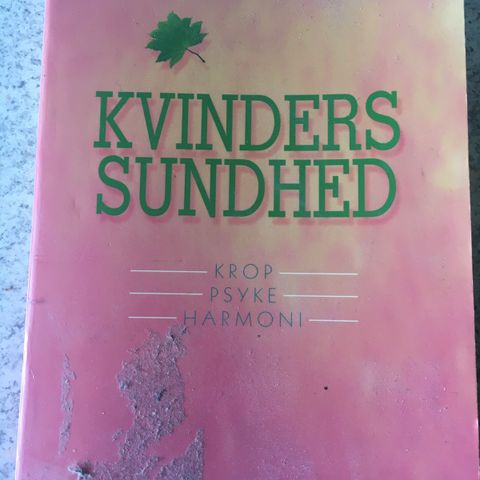 KVINDERS
SUNDHED
KROP
PSYKE
HARMONI